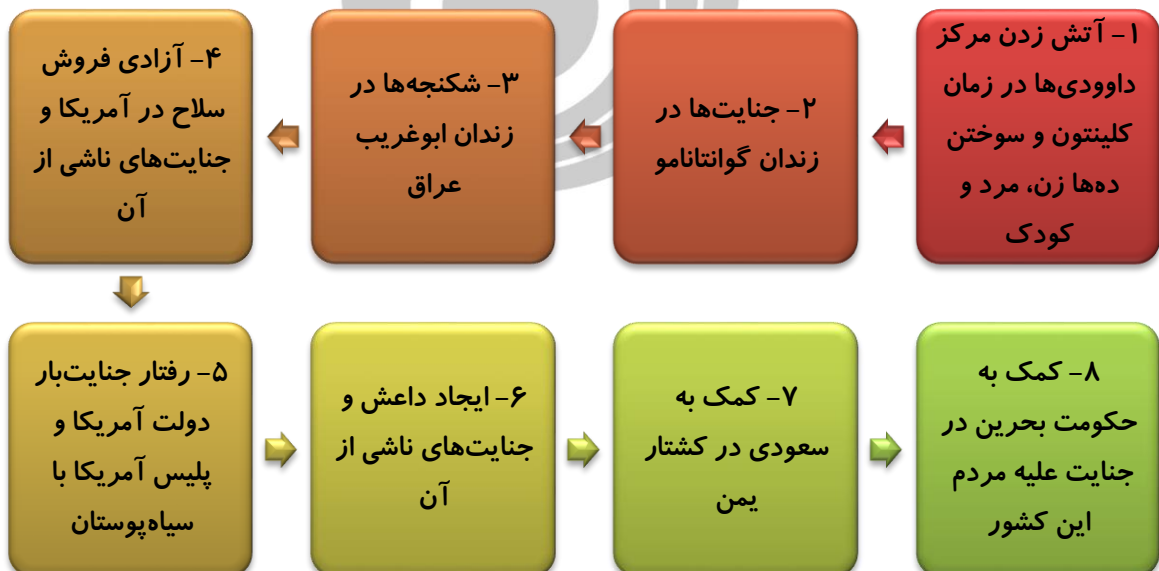 ۱- آتش زدن مرکز
داوودی‌ها در زمان
کلینتون و سوختن
ده‌ها زن، مرد و
کودک
۲- جنایت‌ها در
زندان گوانتانامو
۳- شکنجه‌ها در
زندان ابوغریب
عراق
۴- آزادی فروش
سلاح در آمریکا و
جنایت‌های ناشی از
آن
۵- رفتار جنایت‌بار
دولت آمریکا و
پلیس آمریکا با
سیاه‌پوستان
۶- ایجاد داعش و
جنایت‌های ناشی از
آن
۷- کمک به
سعودی در کشتار
یمن
۸- کمک به
حکومت بحرین در
جنایت علیه مردم
این کشور